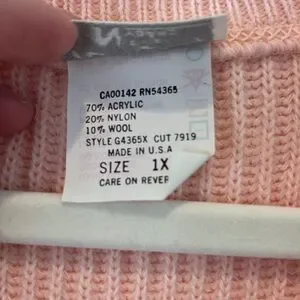 CA00142 RN54365
70% ACRYLIC
20% NYLON
10% WOOL
STYLE G4365X CUT 7919
MADE IN U.S.A
SIZE 1X
CARE ON REVER